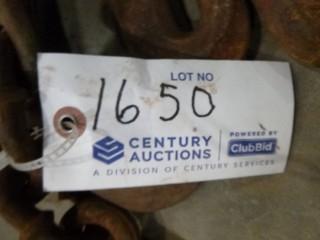 LOT NO
1650
CENTURY AUCTIONS
POWERED BY
ClubBid
A DIVISION OF CENTURY SERVICES